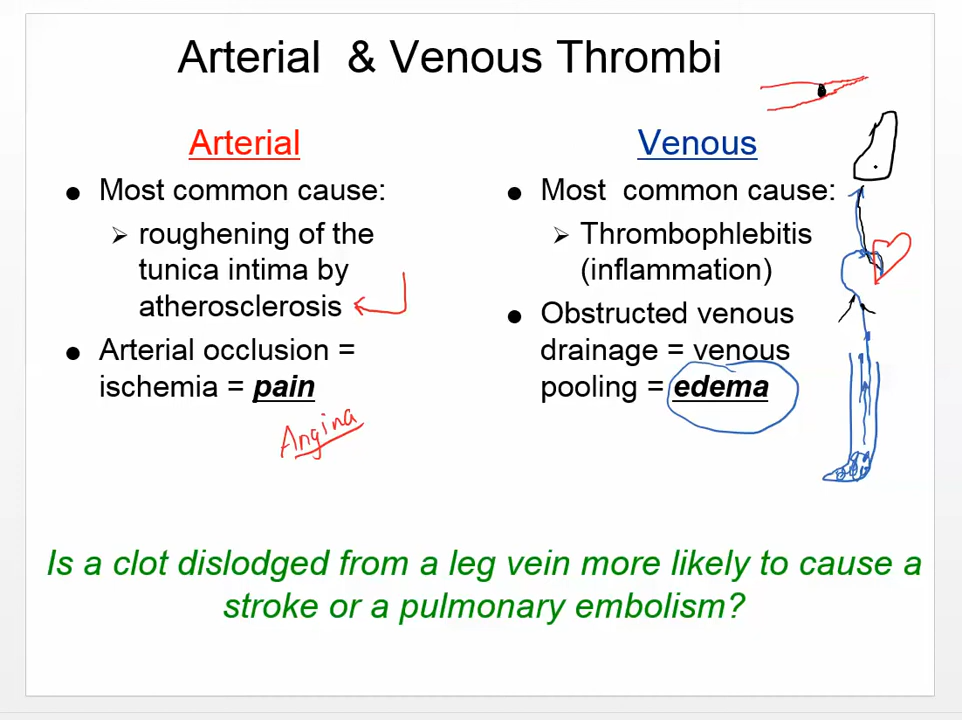 Arterial & Venous Thrombi
Arterial
Most common cause:
roughening of the
tunica intima by
atherosclerosis
Arterial occlusion =
ischemia = pain
Angina
Venous
Most common cause:
Thrombophlebitis
(inflammation)
Obstructed venous
drainage = venous
pooling = edema
Is a clot dislodged from a leg vein more likely to cause a
stroke or a pulmonary embolism?